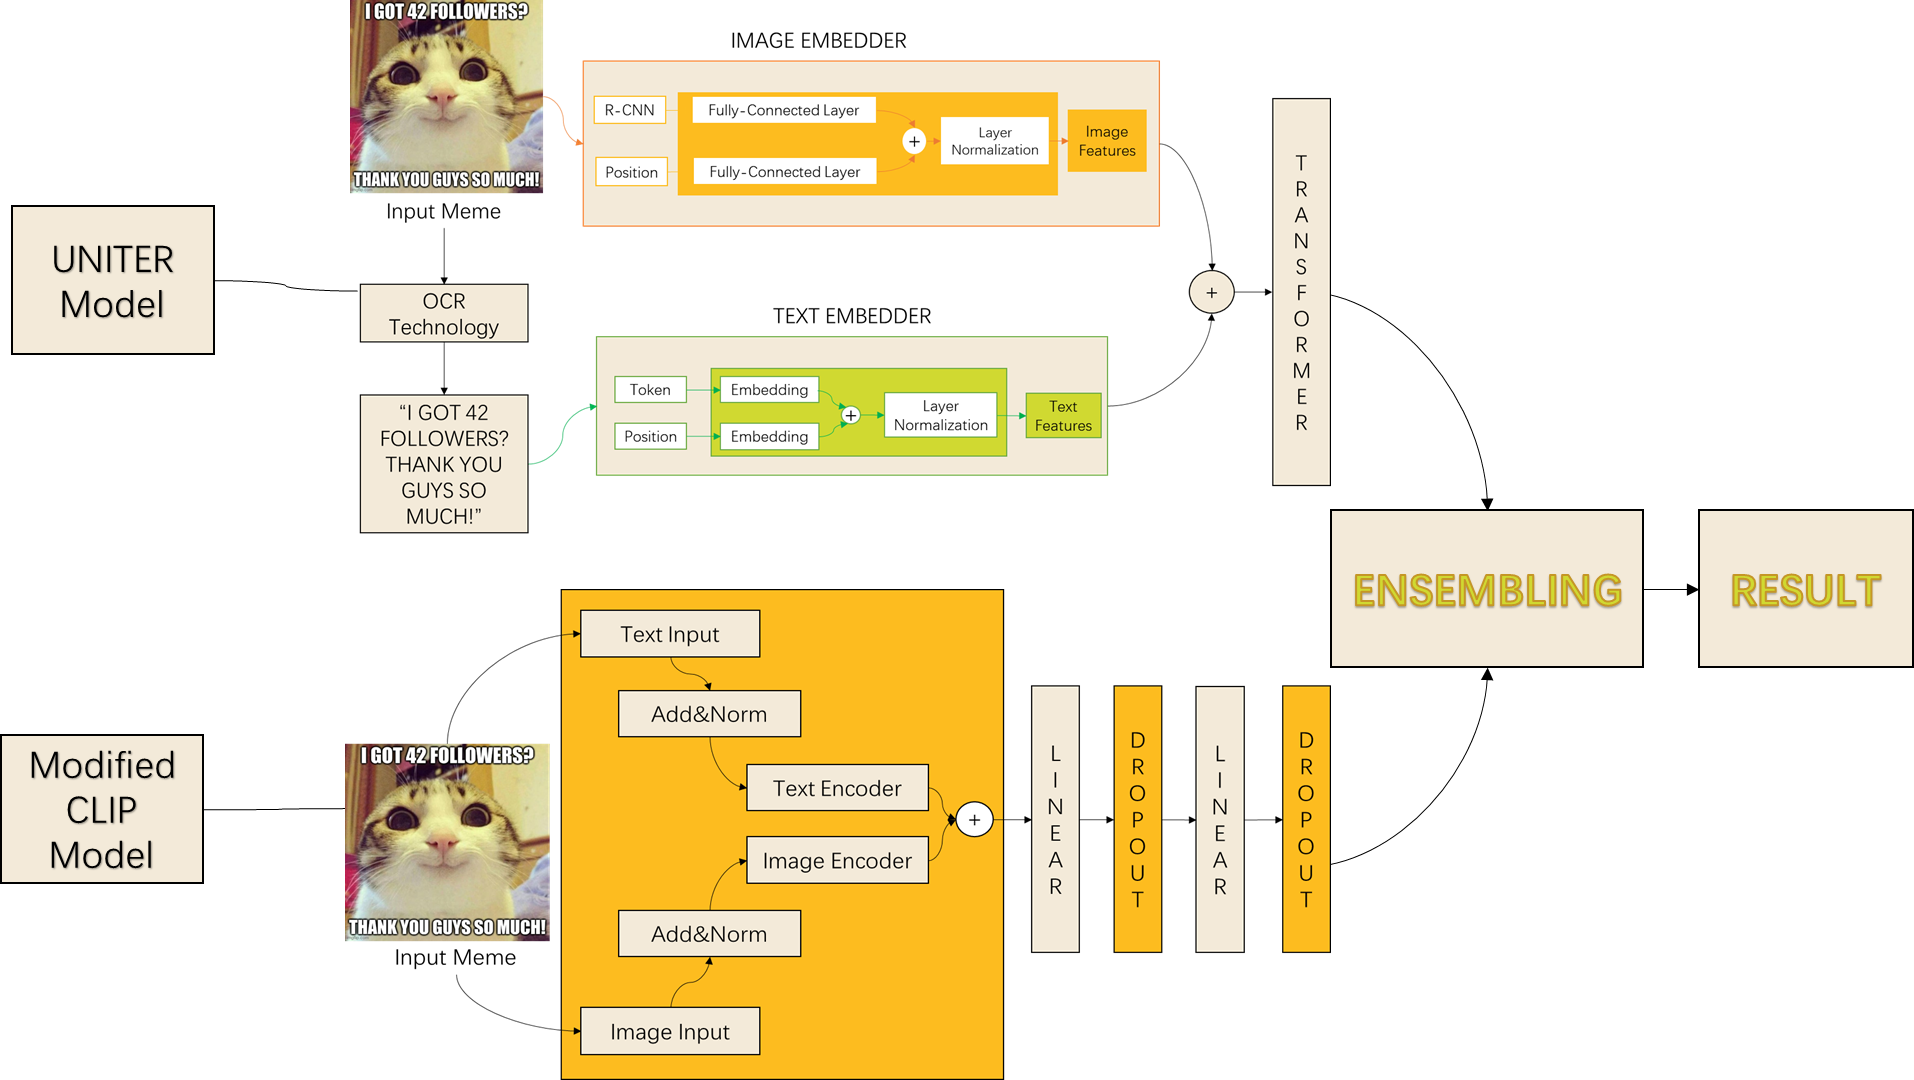 I GOT 42 FOLLOWERS?
THANK YOU GUYS SO MUCH!
Input Meme
UNITER
Model
OCR
Technology
“I GOT 42
FOLLOWERS?
THANK YOU
GUYS SO
MUCH!”
IMAGE EMBEDDER
R-CNN
Fully-Connected Layer
Position
Fully-Connected Layer
+
Layer
Normalization
Image
Features
TEXT EMBEDDER
Token
Embedding
Position
Embedding
+
Layer
Normalization
Text
Features
+
TRANSFORMER
Modified
CLIP
Model
I GOT 42 FOLLOWERS?
THANK YOU GUYS SO MUCH!
Input Meme
Text Input
Add&Norm
Text Encoder
Image Encoder
Add&Norm
Image Input
+
LINEAR
DROPOUT
LINEAR
DROPOUT
ENSEMBLING
RESULT